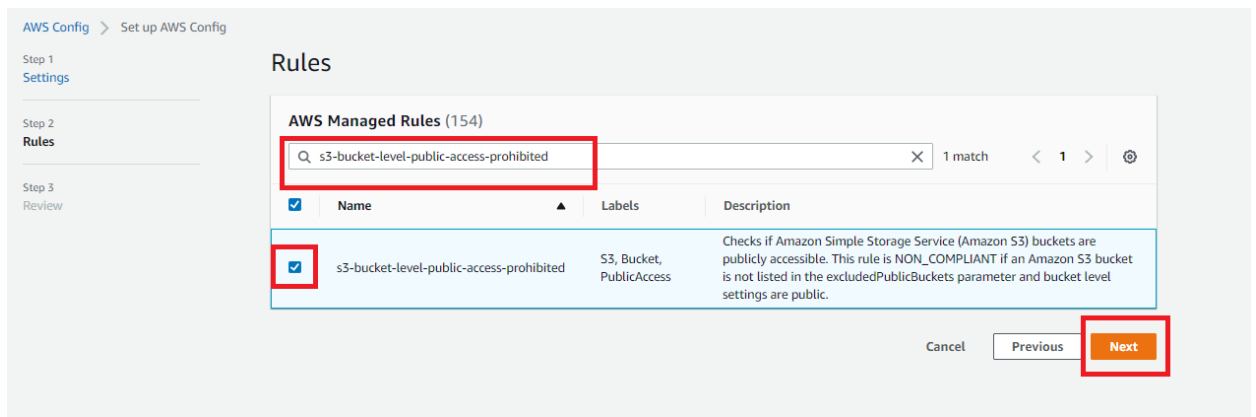 AWS Config > Set up AWS Config
Step 1
Settings
Step 2
Rules
Step 3
Review
Rules
AWS Managed Rules (154)
s3-bucket-level-public-access-prohibited
1 match
< 1 >
Name Labels Description
s3-bucket-level-public-access-prohibited
S3, Bucket,
PublicAccess
Checks if Amazon Simple Storage Service (Amazon S3) buckets are
publicly accessible. This rule is NON_COMPLIANT if an Amazon S3 bucket
is not listed in the excludedPublicBuckets parameter and bucket level
settings are public.
Cancel Previous Next